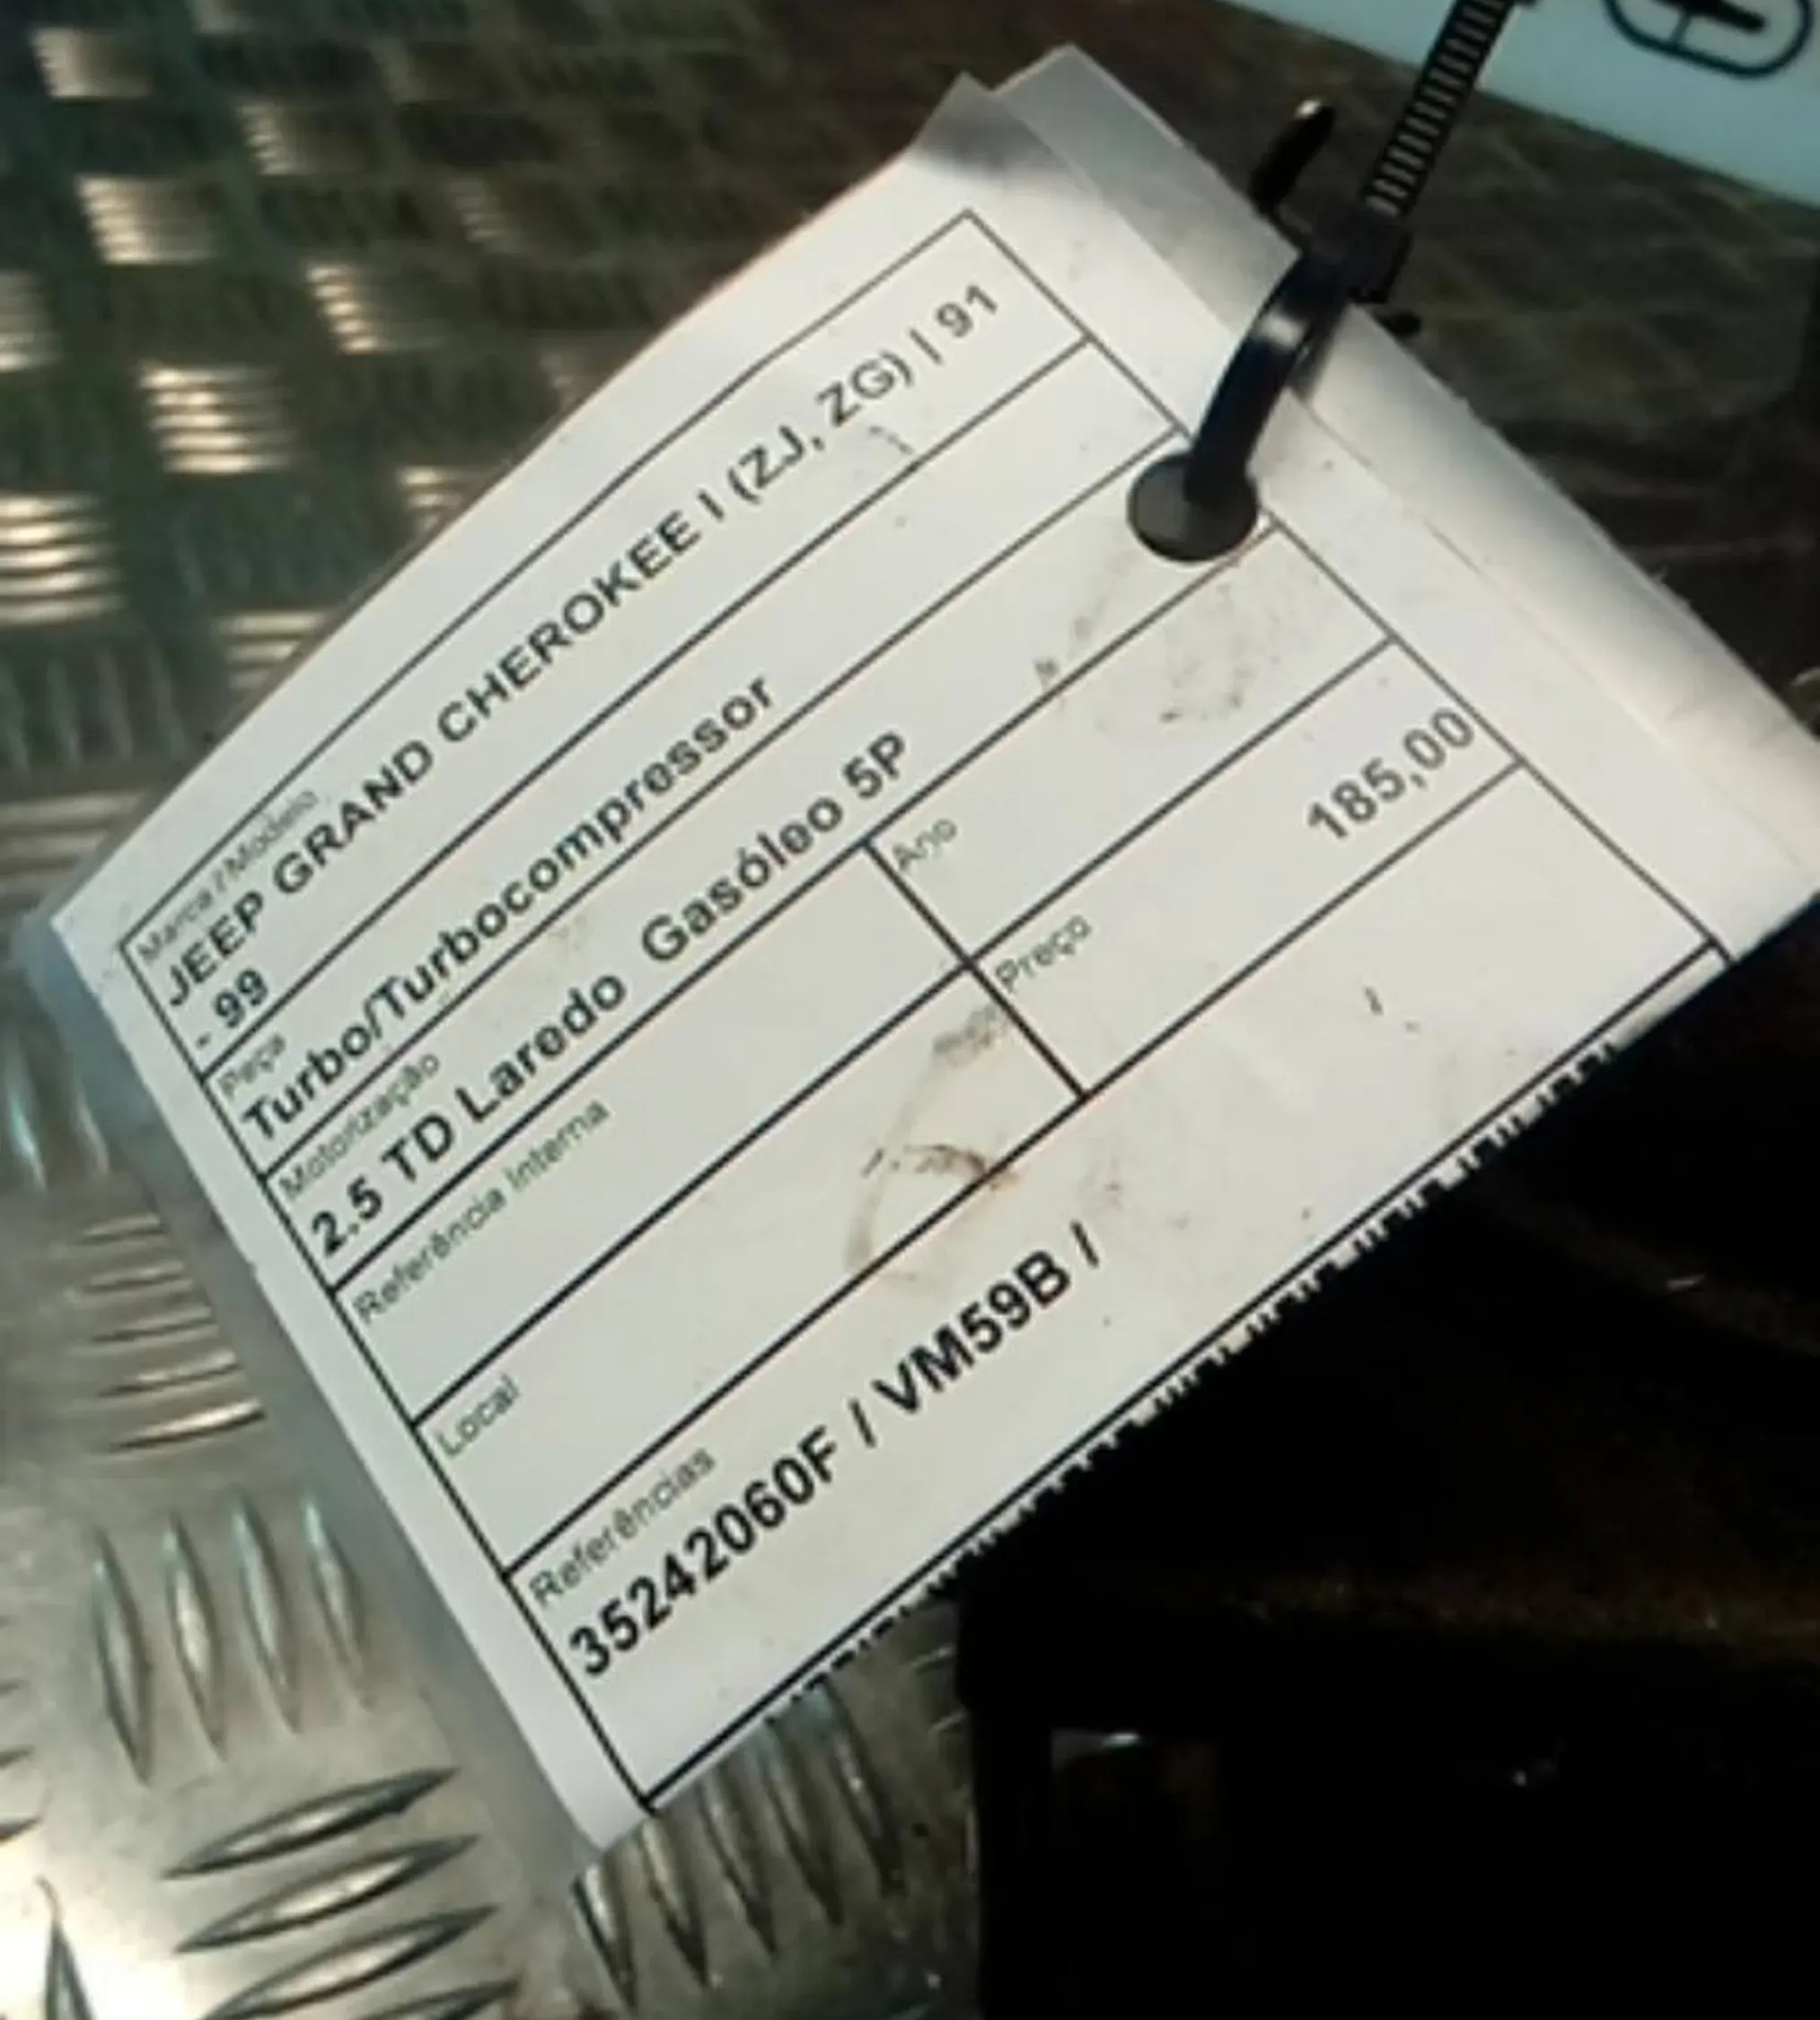 Marca / Modelo
JEEP GRAND CHEROKEE I (ZJ, ZG) | 91
- 99
Peça
Turbo/Turbocompressor
Motorização
2.5 TD Laredo Gasóleo 5P
Referência Interna
Ano
Local
Preço
185,00
Referências
35242060F / VM59B /